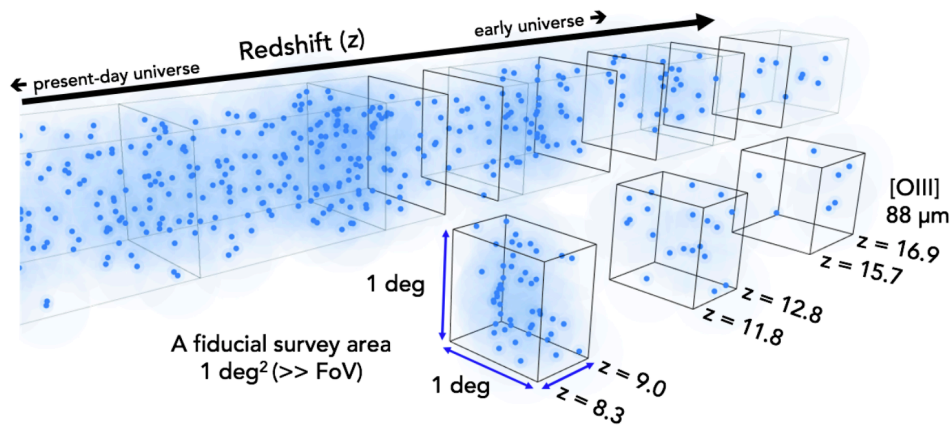 Redshift (z)
early universe →
← present-day universe
[OIII]
88 μm
z = 16.9
z = 15.7
z = 12.8
z = 11.8
1 deg
A fiducial survey area
1 deg² (>> FoV)
1 deg
z = 9.0
z = 8.3